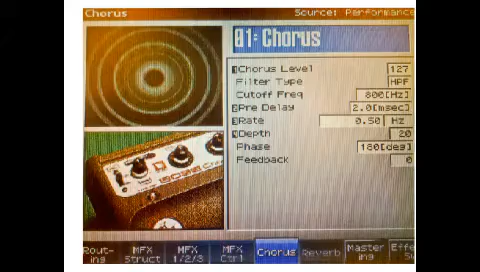 Chorus
Source: Performance
01: Chorus
Chorus Level 127
Filter Type HPF
Cutoff Freq 800[Hz]
Pre Delay 2.0[msec]
Rate 0.50 Hz
Depth 20
Phase 180[deg]
Feedback 0
BOSS
Rout-
ing
MFX
Struct
MFX
1/2/3
MFX
Ctrl
Chorus
Reverb
Master
ing